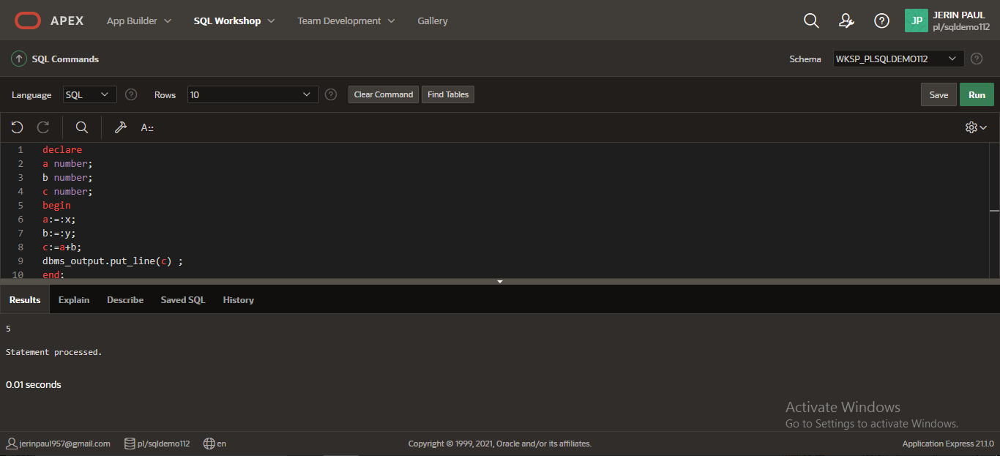 APEX App Builder SQL Workshop Team Development Gallery JP JERIN PAUL
pl/sqldemo112
SQL Commands Schema WKSP_PLSQLDEMO112
Language SQL Rows 10 Clear Command Find Tables Save Run
A::
1 declare
2 a number;
3 b number;
4 c number;
5 begin
6 a:=:x;
7 b:=:y;
8 c:=a+b;
9 dbms_output.put_line(c) ;
10 end;
Results Explain Describe Saved SQL History
5
Statement processed.
0.01 seconds
Activate Windows
Go to Settings to activate Windows.
jerinpaul957@gmail.com pl/sqldemo112 en Copyright © 1999, 2021, Oracle and/or its affiliates. Application Express 21.1.0